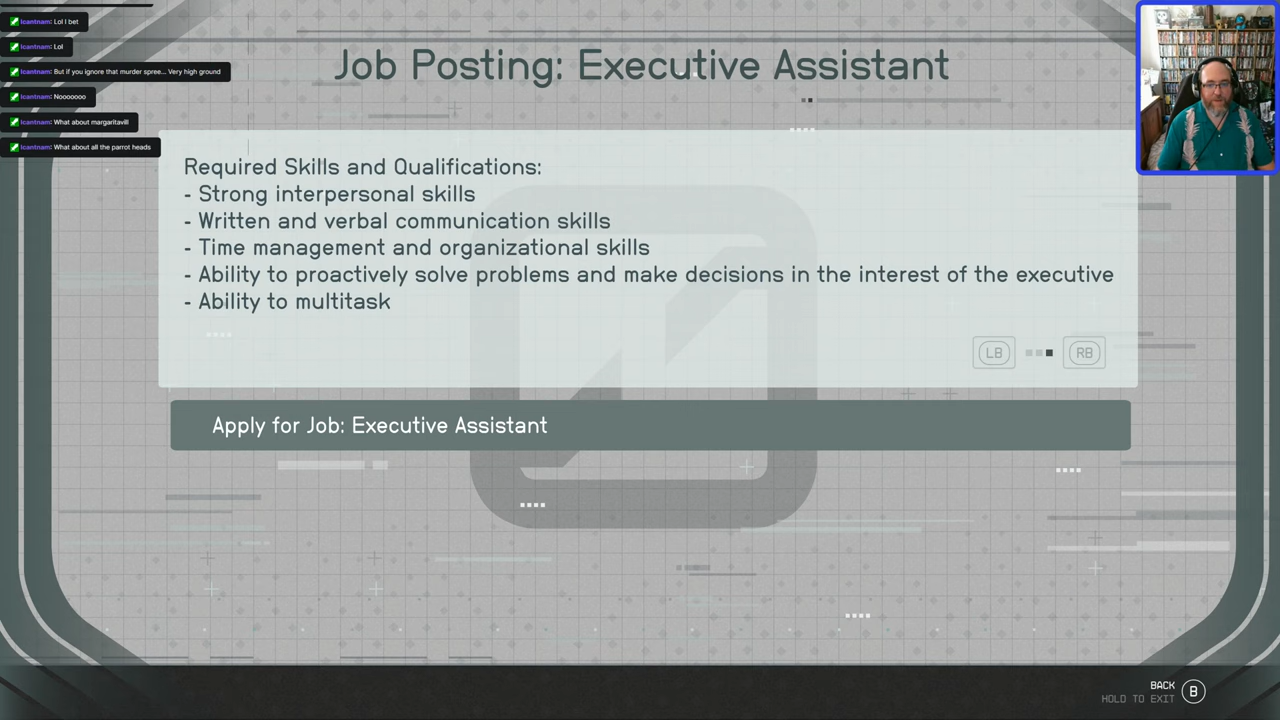 Icantnam: Lol I bet
Icantnam: Lol
Icantnam: But if you ignore that murder spree... Very high ground
Icantnam: Nooooooo
Icantnam: What about margaritavill
Icantnam: What about all the parrot heads
Job Posting: Executive Assistant
Required Skills and Qualifications:
- Strong interpersonal skills
- Written and verbal communication skills
- Time management and organizational skills
- Ability to proactively solve problems and make decisions in the interest of the executive
- Ability to multitask
LB
RB
Apply for Job: Executive Assistant
BACK
HOLD TO EXIT
B